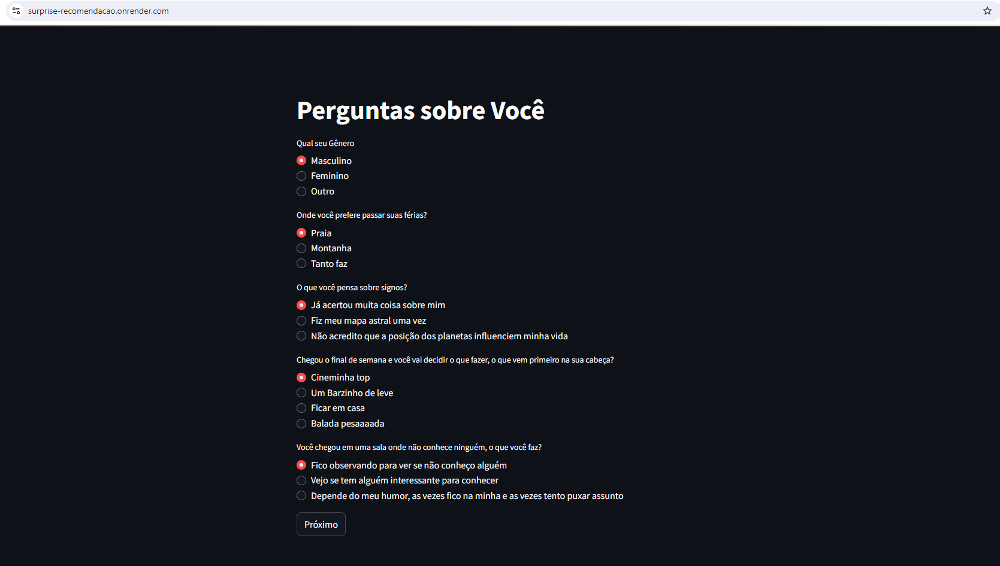 surprise-recomendacao.onrender.com
Perguntas sobre Você
Qual seu Gênero
Masculino
Feminino
Outro
Onde você prefere passar suas férias?
Praia
Montanha
Tanto faz
O que você pensa sobre signos?
Já acertou muita coisa sobre mim
Fiz meu mapa astral uma vez
Não acredito que a posição dos planetas influenciem minha vida
Chegou o final de semana e você vai decidir o que fazer, o que vem primeiro na sua cabeça?
Cineminha top
Um Barzinho de leve
Ficar em casa
Balada pesaaaada
Você chegou em uma sala onde não conhece ninguém, o que você faz?
Fico observando para ver se não conheço alguém
Vejo se tem alguém interessante para conhecer
Depende do meu humor, as vezes fico na minha e as vezes tento puxar assunto
Próximo